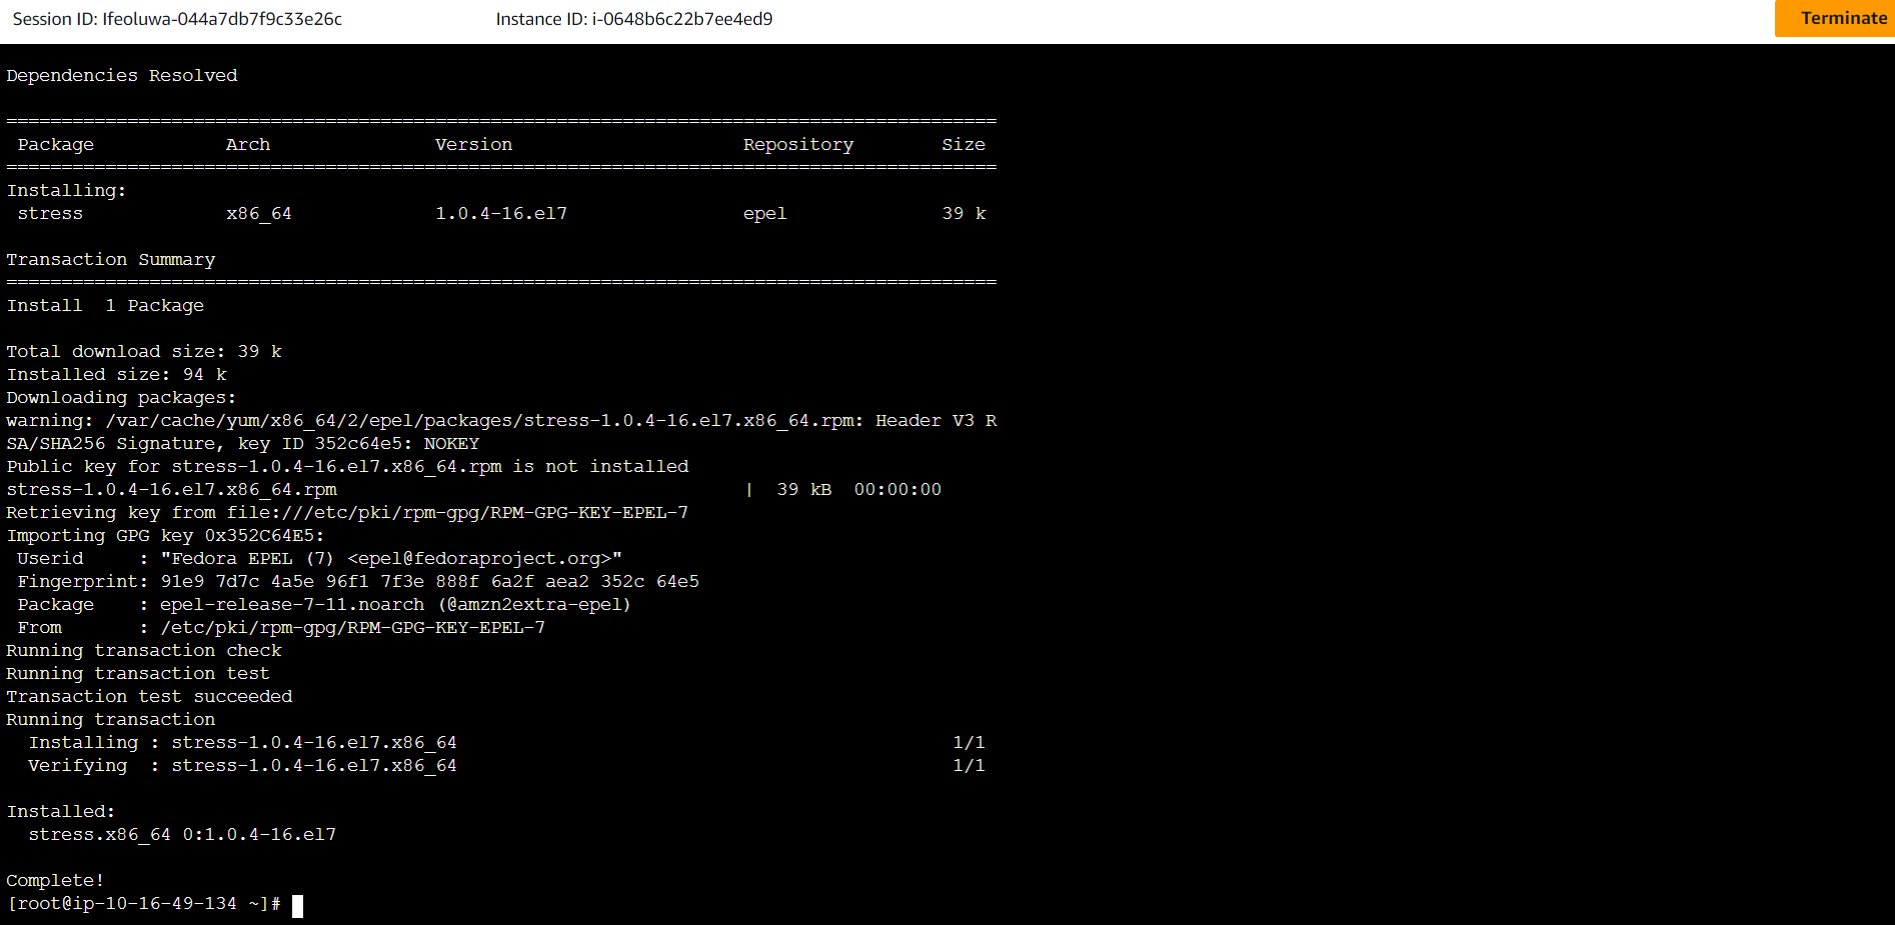 Session ID: Ifeoluwa-044a7db7f9c33e26c Instance ID: i-0648b6c22b7ee4ed9 Terminate
Dependencies Resolved
==========================================================================================
Package Arch Version Repository Size
==========================================================================================
Installing:
stress x86_64 1.0.4-16.el7 epel 39 k
Transaction Summary
==========================================================================================
Install 1 Package
Total download size: 39 k
Installed size: 94 k
Downloading packages:
warning: /var/cache/yum/x86_64/2/epel/packages/stress-1.0.4-16.el7.x86_64.rpm: Header V3 R
SA/SHA256 Signature, key ID 352c64e5: NOKEY
Public key for stress-1.0.4-16.el7.x86_64.rpm is not installed
stress-1.0.4-16.el7.x86_64.rpm | 39 kB 00:00:00
Retrieving key from file:///etc/pki/rpm-gpg/RPM-GPG-KEY-EPEL-7
Importing GPG key 0x352C64E5:
Userid : "Fedora EPEL (7) <epel@fedoraproject.org>"
Fingerprint: 91e9 7d7c 4a5e 96f1 7f3e 888f 6a2f aea2 352c 64e5
Package : epel-release-7-11.noarch (@amzn2extra-epel)
From : /etc/pki/rpm-gpg/RPM-GPG-KEY-EPEL-7
Running transaction check
Running transaction test
Transaction test succeeded
Running transaction
Installing : stress-1.0.4-16.el7.x86_64 1/1
Verifying : stress-1.0.4-16.el7.x86_64 1/1
Installed:
stress.x86_64 0:1.0.4-16.el7
Complete!
[root@ip-10-16-49-134 ~]#